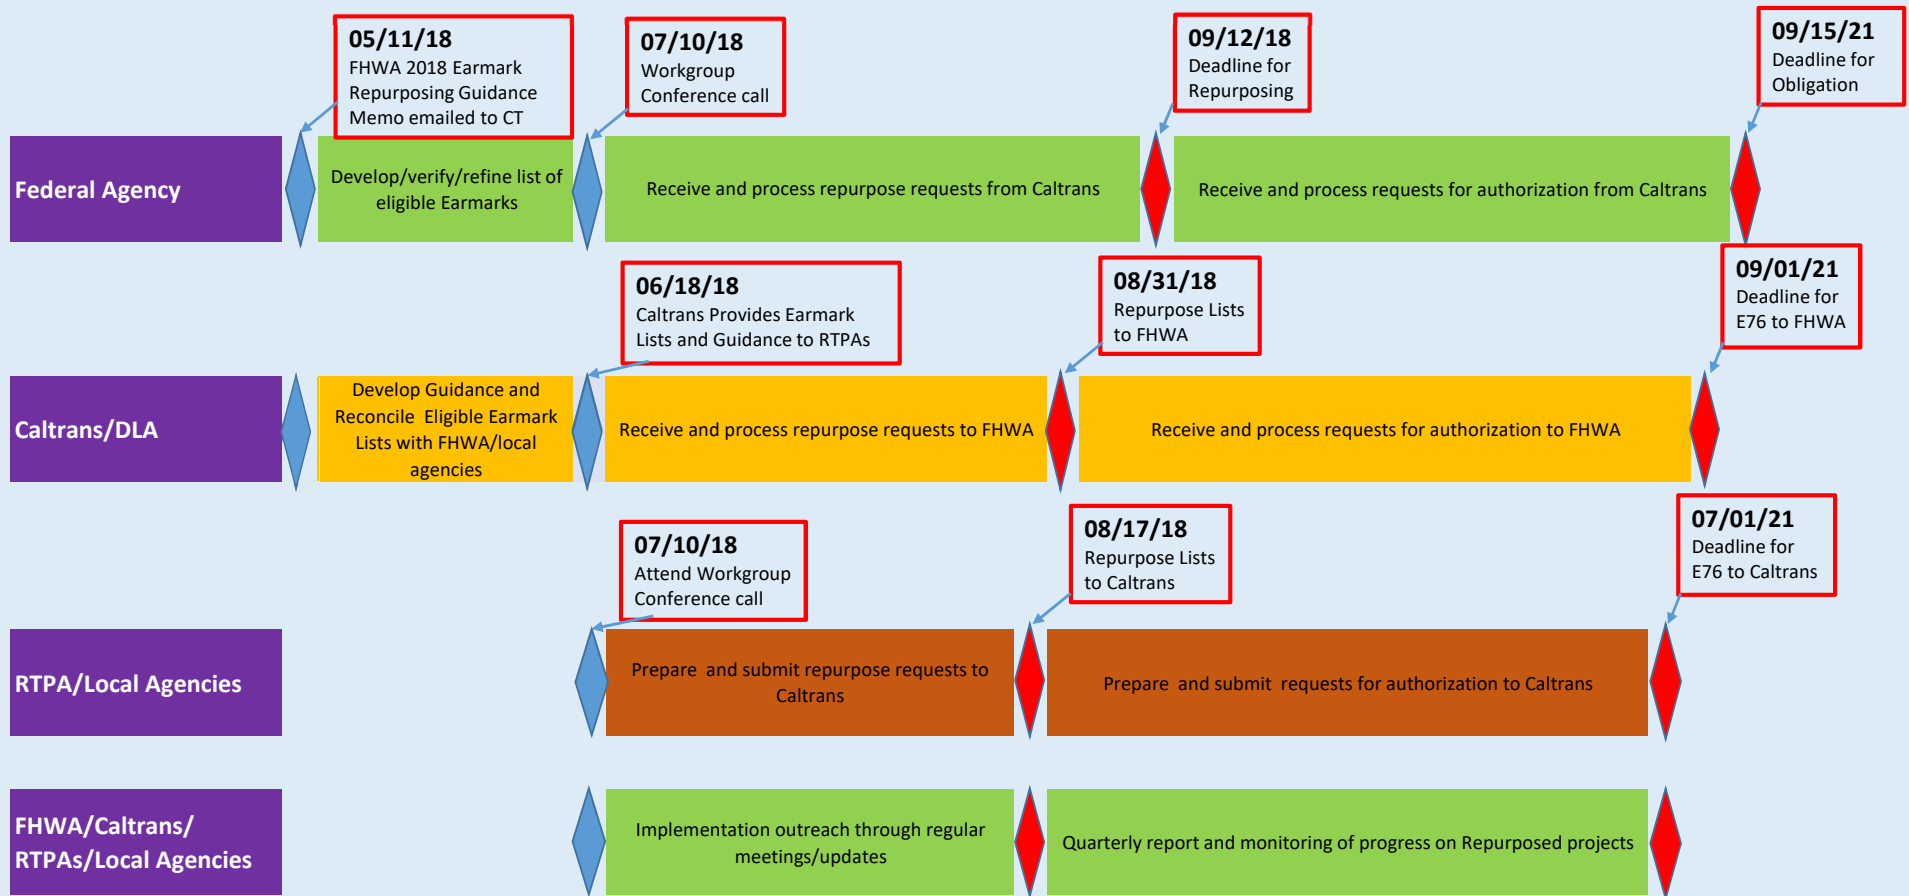 05/11/18
FHWA 2018 Earmark
Repurposing Guidance
Memo emailed to CT
07/10/18
Workgroup
Conference call
09/12/18
Deadline for
Repurposing
09/15/21
Deadline for
Obligation
Federal Agency
Develop/verify/refine list of
eligible Earmarks
Receive and process repurpose requests from Caltrans
Receive and process requests for authorization from Caltrans
06/18/18
Caltrans Provides Earmark
Lists and Guidance to RTPAs
08/31/18
Repurpose Lists
to FHWA
09/01/21
Deadline for
E76 to FHWA
Caltrans/DLA
Develop Guidance and
Reconcile Eligible Earmark
Lists with FHWA/local
agencies
Receive and process repurpose requests to FHWA
Receive and process requests for authorization to FHWA
07/10/18
Attend Workgroup
Conference call
08/17/18
Repurpose Lists
to Caltrans
07/01/21
Deadline for
E76 to Caltrans
RTPA/Local Agencies
Prepare and submit repurpose requests to
Caltrans
Prepare and submit requests for authorization to Caltrans
FHWA/Caltrans/
RTPAs/Local Agencies
Implementation outreach through regular
meetings/updates
Quarterly report and monitoring of progress on Repurposed projects